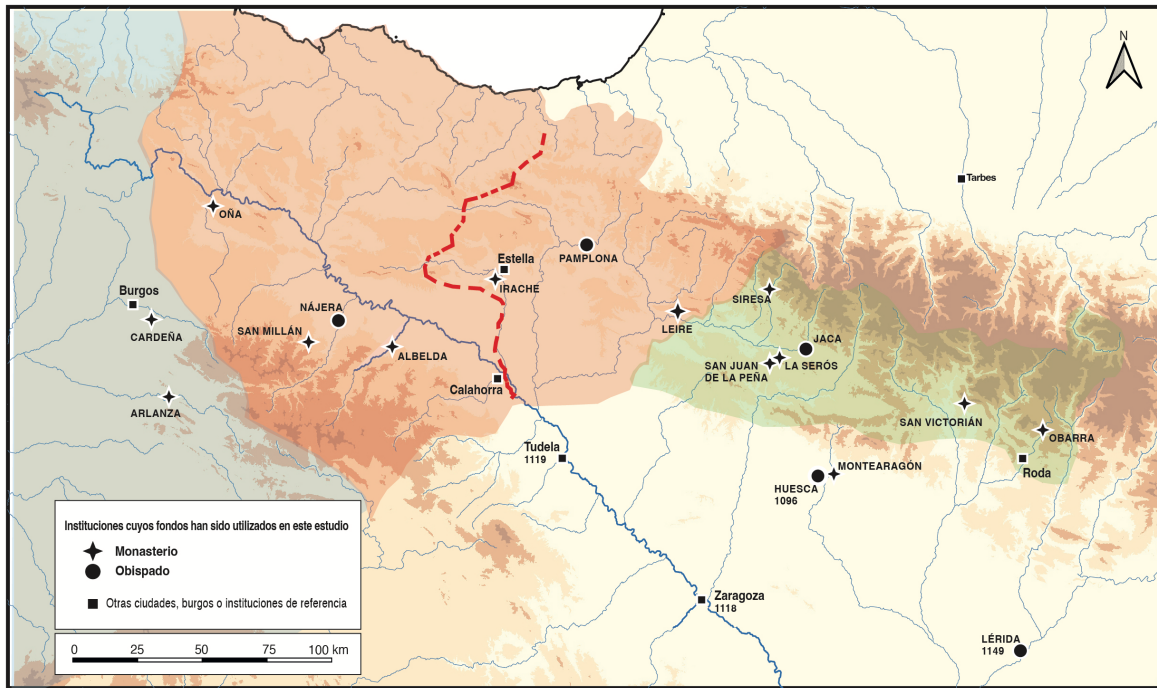 N
Tarbes
OÑA
PAMPLONA
Estella
IRACHE
Burgos
CARDEÑA
NÁJERA
SAN MILLÁN
ALBELDA
LEIRE
SIRESA
JACA
SAN JUAN
DE LA PEÑA
LA SERÓS
Calahorra
ARLANZA
SAN VICTORIÁN
OBARRA
Tudela
1119
MONTEARAGÓN
HUESCA
1096
Roda
Zaragoza
1118
LÉRIDA
1149
Instituciones cuyos fondos han sido utilizados en este estudio
Monasterio
Obispado
Otras ciudades, burgos o instituciones de referencia
0 25 50 75 100 km